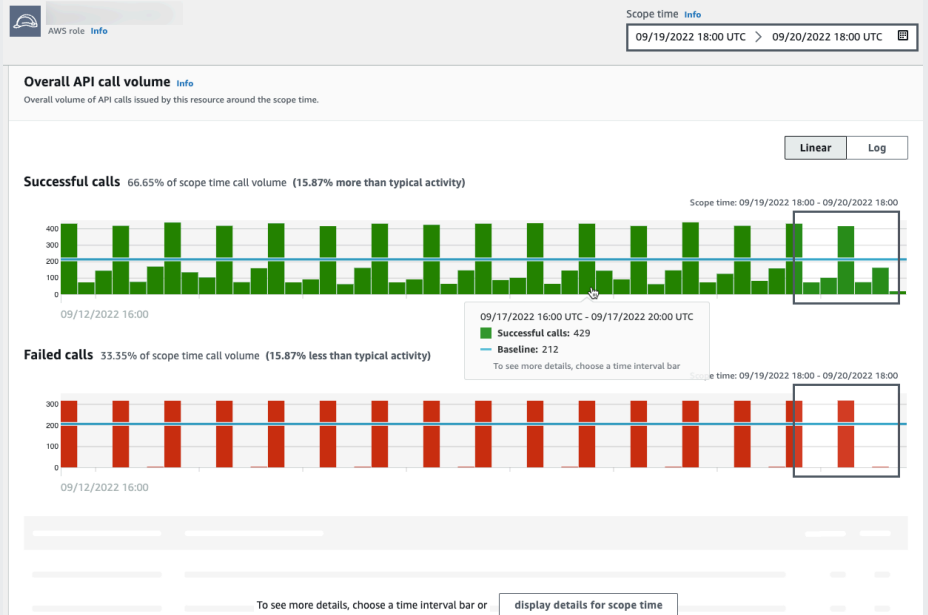 Scope time Info
AWS role Info
09/19/2022 18:00 UTC > 09/20/2022 18:00 UTC
Overall API call volume Info
Overall volume of API calls issued by this resource around the scope time.
Linear Log
Successful calls 66.65% of scope time call volume (15.87% more than typical activity)
Scope time: 09/19/2022 18:00 - 09/20/2022 18:00
400
300
200
100
0
09/12/2022 16:00
09/17/2022 16:00 UTC - 09/17/2022 20:00 UTC
Successful calls: 429
Baseline: 212
To see more details, choose a time interval bar
Failed calls 33.35% of scope time call volume (15.87% less than typical activity)
pe time: 09/19/2022 18:00 - 09/20/2022 18:00
300
200
100
0
09/12/2022 16:00
To see more details, choose a time interval bar or display details for scope time